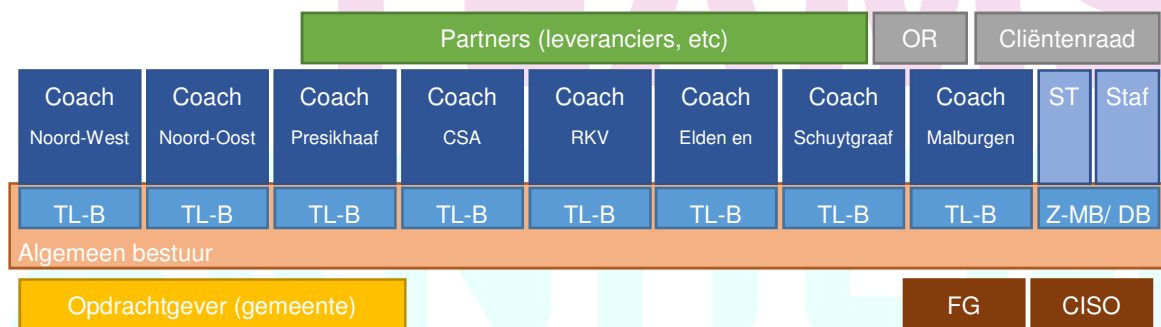 Partners (leveranciers, etc)
OR
Cliëntenraad
Coach
Noord-West
Coach
Noord-Oost
Coach
Presikhaaf
Coach
CSA
Coach
RKV
Coach
Elden en
Coach
Schuytgraaf
Coach
Malburgen
ST
Staf
TL-B
TL-B
TL-B
TL-B
TL-B
TL-B
TL-B
TL-B
Z-MB/ DB
Algemeen bestuur
Opdrachtgever (gemeente)
FG
CISO